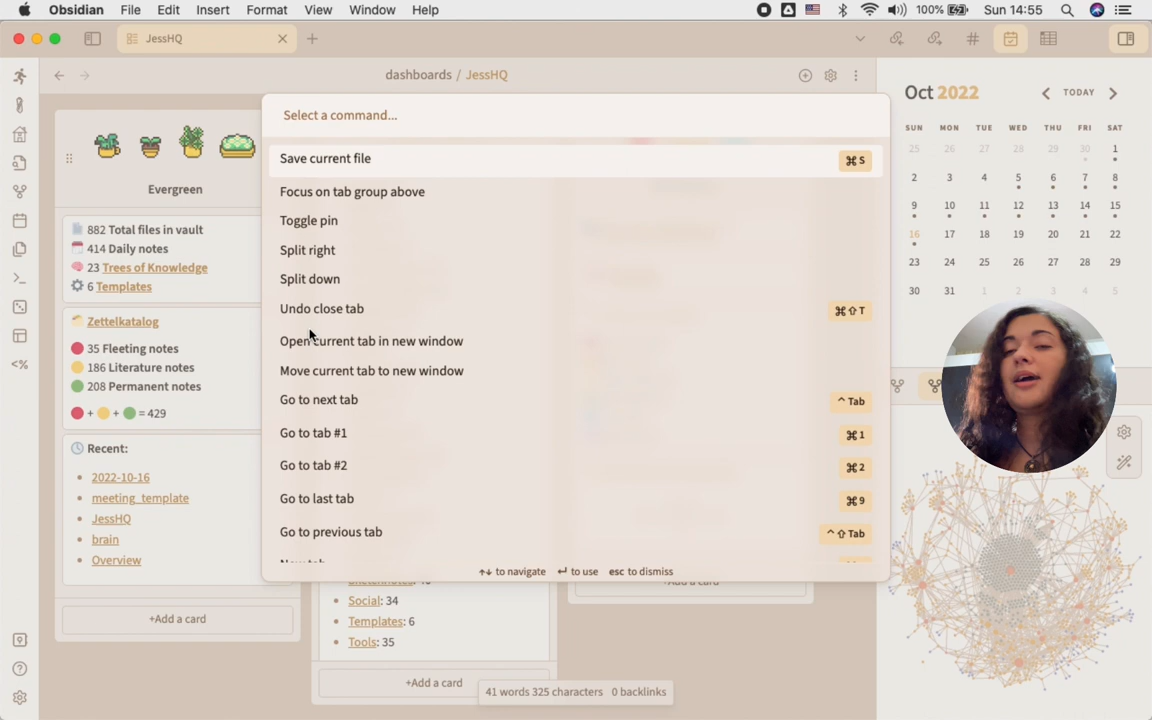 Obsidian File Edit Insert Format View Window Help 100% Sun 14:55
JessHQ
dashboards / JessHQ
Evergreen
882 Total files in vault
414 Daily notes
23 Trees of Knowledge
6 Templates
Zettelkatalog
35 Fleeting notes
186 Literature notes
208 Permanent notes
+ + = 429
Recent:
2022-10-16
meeting_template
JessHQ
brain
Overview
+Add a card
Select a command...
Save current file ⌘ S
Focus on tab group above
Toggle pin
Split right
Split down
Undo close tab ⌘ ⇧ T
Open current tab in new window
Move current tab to new window
Go to next tab ^ Tab
Go to tab #1 ⌘ 1
Go to tab #2 ⌘ 2
Go to last tab ⌘ 9
Go to previous tab ^ ⇧ Tab
New tab
↑↓ to navigate ↵ to use esc to dismiss
Social: 34
Templates: 6
Tools: 35
+Add a card
+Add a card
41 words 325 characters 0 backlinks
Oct 2022 TODAY
SUN MON TUE WED THU FRI SAT
25 26 27 28 29 30 1
2 3 4 5 6 7 8
9 10 11 12 13 14 15
16 17 18 19 20 21 22
23 24 25 26 27 28 29
30 31 1 2 3 4 5